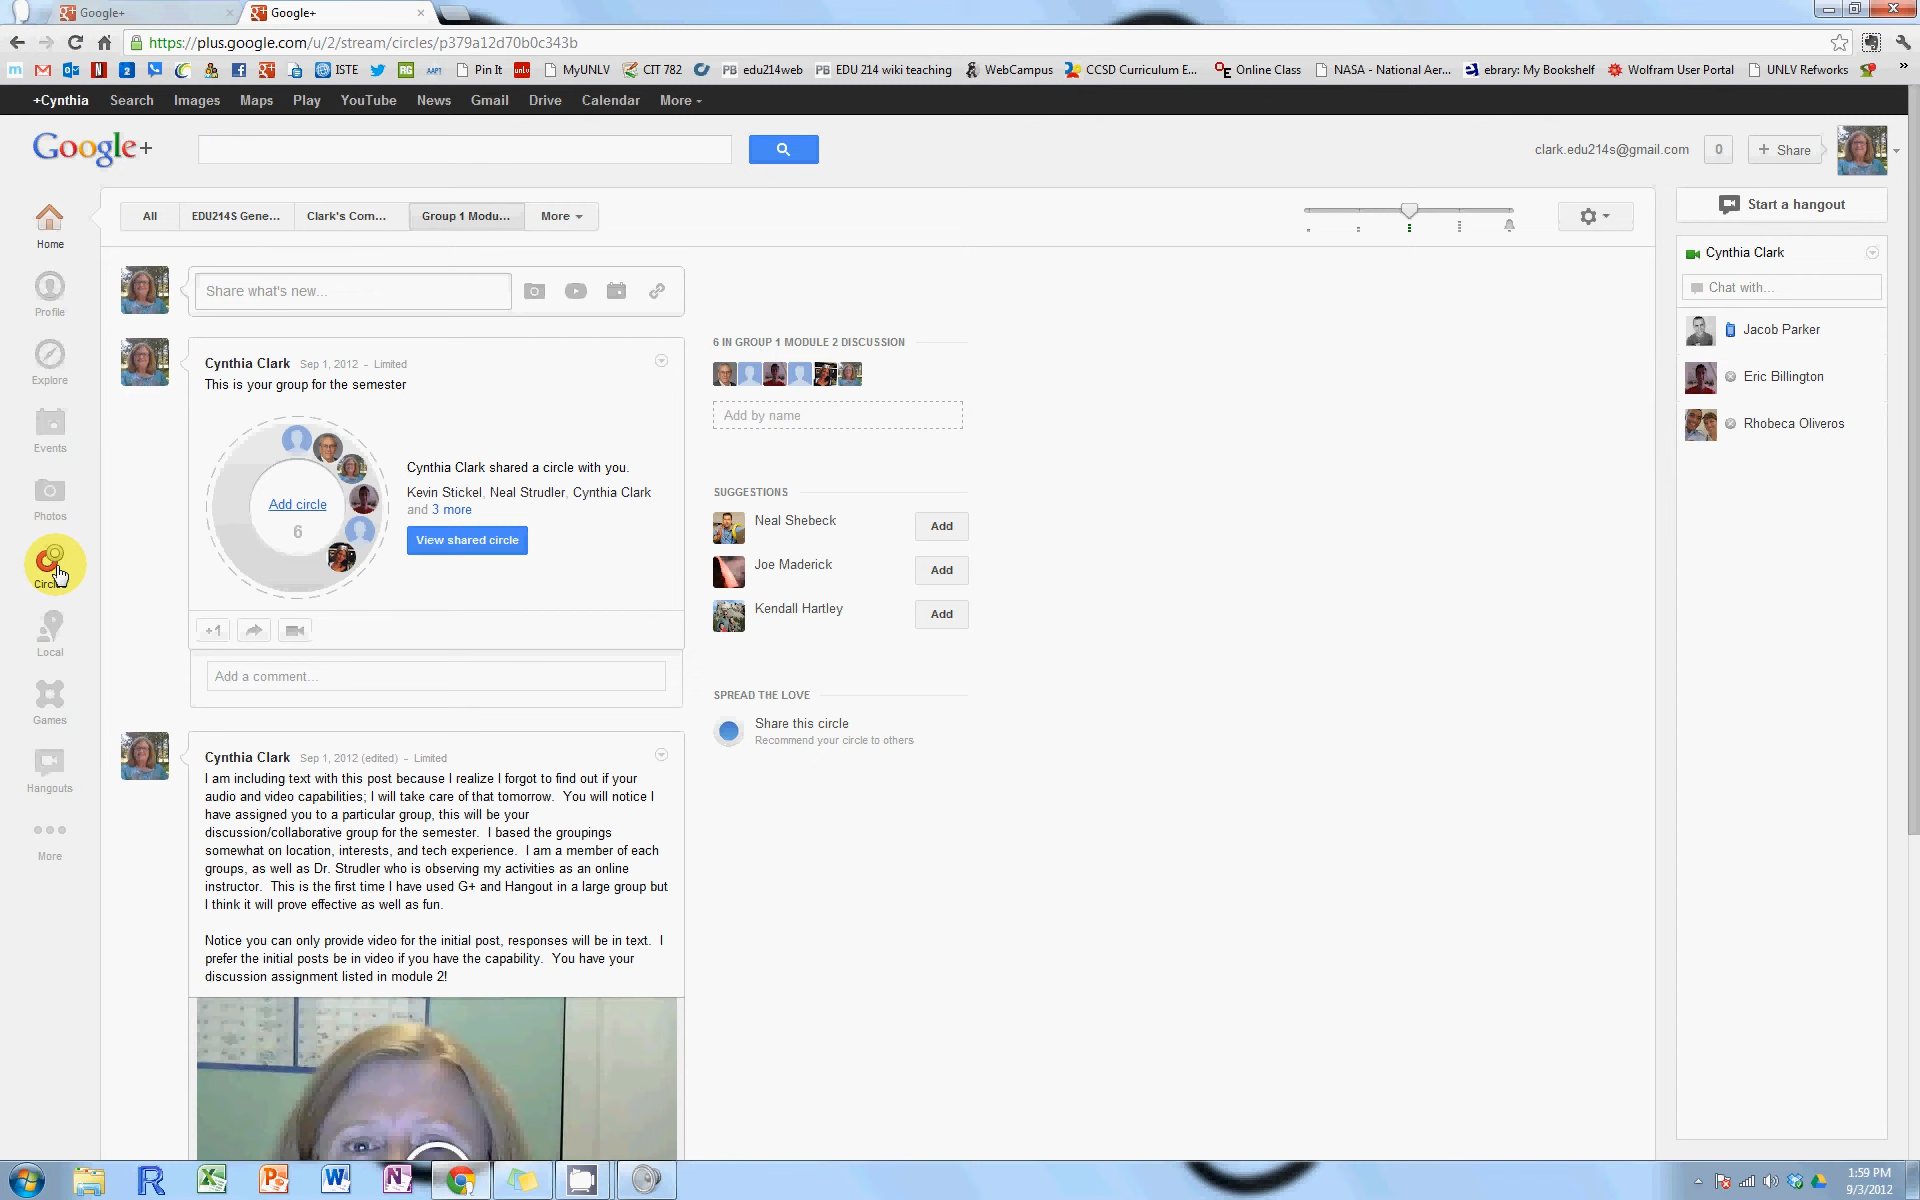 Google+
Google+
https://plus.google.com/u/2/stream/circles/p379a12d70b0c343b
ISTE
Pin It
MyUNLV
CIT 782
edu214web
EDU 214 wiki teaching
WebCampus
CCSD Curriculum E...
Online Class
NASA - National Aer...
ebrary: My Bookshelf
Wolfram User Portal
UNLV Refworks
+Cynthia Search Images Maps Play YouTube News Gmail Drive Calendar More
Google+
clark.edu214s@gmail.com
0
+ Share
All
EDU214S Gene...
Clark's Com...
Group 1 Modu...
More
Start a hangout
Home
Profile
Explore
Events
Photos
Local
Games
Hangouts
More
Share what's new...
Cynthia Clark Sep 1, 2012 - Limited
This is your group for the semester
Add circle
6
Cynthia Clark shared a circle with you.
Kevin Stickel, Neal Strudler, Cynthia Clark
and 3 more
View shared circle
+1
Add a comment...
Cynthia Clark Sep 1, 2012 (edited) - Limited
I am including text with this post because I realize I forgot to find out if your
audio and video capabilities; I will take care of that tomorrow. You will notice I
have assigned you to a particular group, this will be your
discussion/collaborative group for the semester. I based the groupings
somewhat on location, interests, and tech experience. I am a member of each
groups, as well as Dr. Strudler who is observing my activities as an online
instructor. This is the first time I have used G+ and Hangout in a large group but
I think it will prove effective as well as fun.
Notice you can only provide video for the initial post, responses will be in text. I
prefer the initial posts be in video if you have the capability. You have your
discussion assignment listed in module 2!
6 IN GROUP 1 MODULE 2 DISCUSSION
Add by name
SUGGESTIONS
Neal Shebeck
Add
Joe Maderick
Add
Kendall Hartley
Add
SPREAD THE LOVE
Share this circle
Recommend your circle to others
Cynthia Clark
Chat with...
Jacob Parker
Eric Billington
Rhobeca Oliveros
1:59 PM
9/3/2012